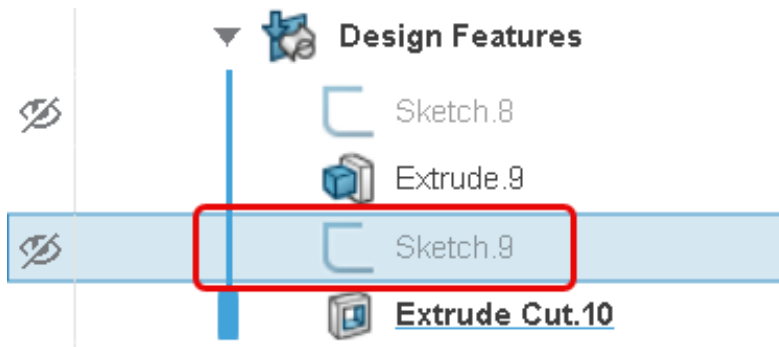 Design Features
Sketch.8
Extrude.9
Sketch.9
Extrude Cut.10